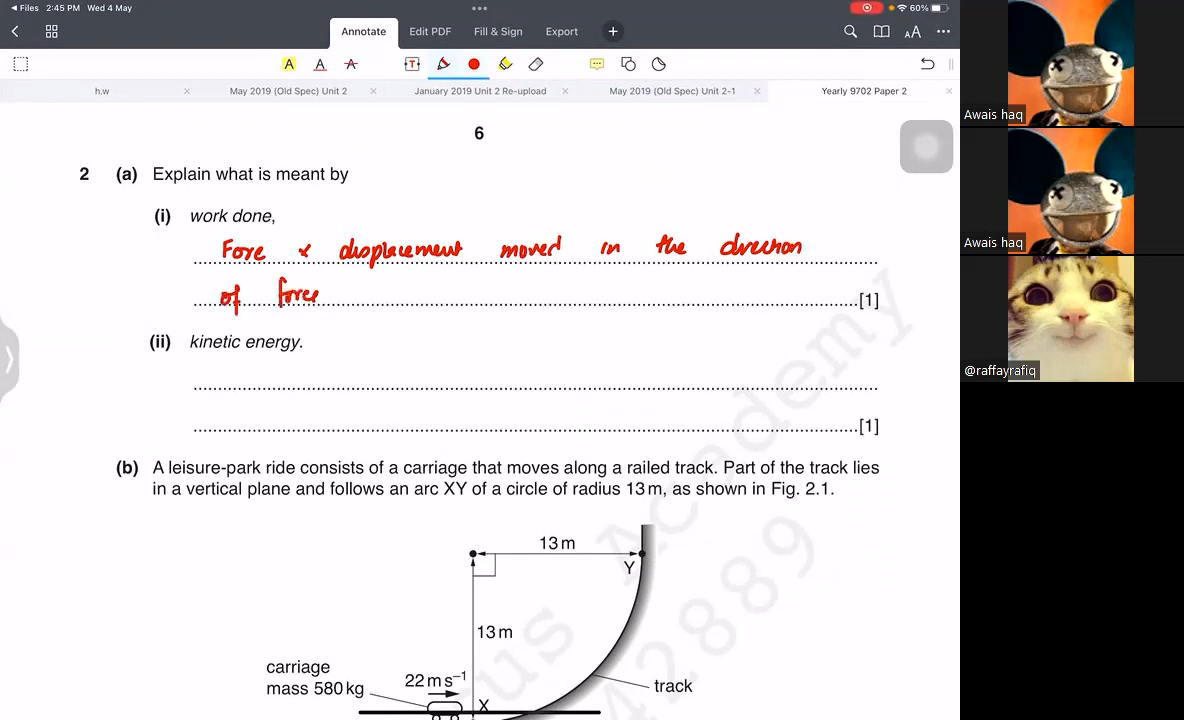 Files 2:45 PM Wed 4 May
60%
Annotate Edit PDF Fill & Sign Export +
AA
A A A T
h.w × May 2019 (Old Spec) Unit 2 × January 2019 Unit 2 Re-upload × May 2019 (Old Spec) Unit 2-1 × Yearly 9702 Paper 2 ×
6
2 (a) Explain what is meant by
(i) work done,
Force x displacement moved in the direction
of force [1]
(ii) kinetic energy.
[1]
(b) A leisure-park ride consists of a carriage that moves along a railed track. Part of the track lies
in a vertical plane and follows an arc XY of a circle of radius 13 m, as shown in Fig. 2.1.
13 m
Y
13 m
carriage
mass 580 kg
22 m s⁻¹
X
track
us Academy
42889
Awais haq
Awais haq
@raffayrafiq